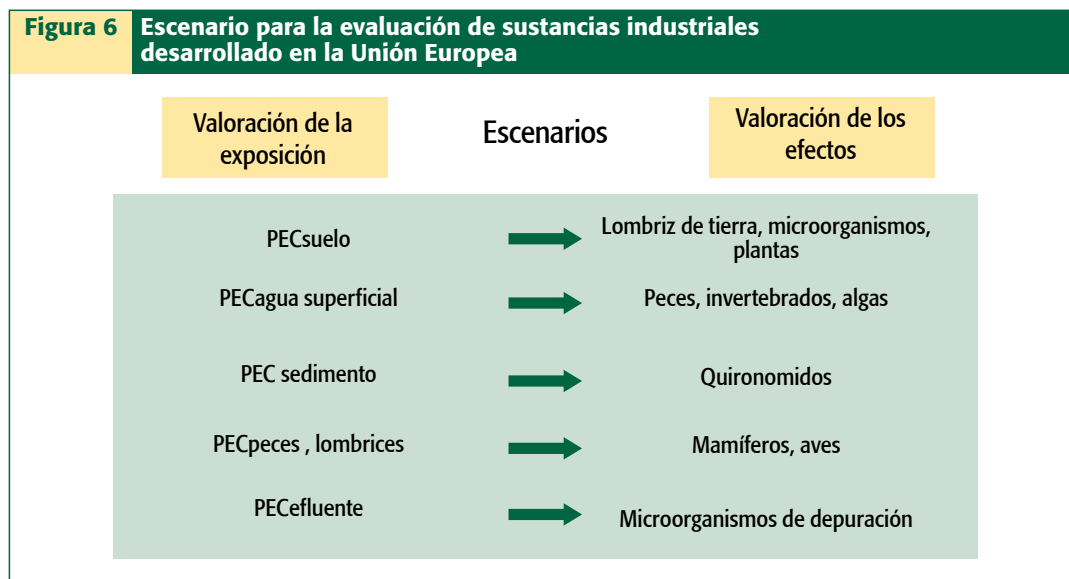 Figura 6
Escenario para la evaluación de sustancias industriales
desarrollado en la Unión Europea
Valoración de la
exposición
Escenarios
Valoración de los
efectos
PECsuelo
Lombriz de tierra, microorganismos,
plantas
PECagua superficial
Peces, invertebrados, algas
PEC sedimento
Quironomidos
PECpeces , lombrices
Mamíferos, aves
PECefluente
Microorganismos de depuración